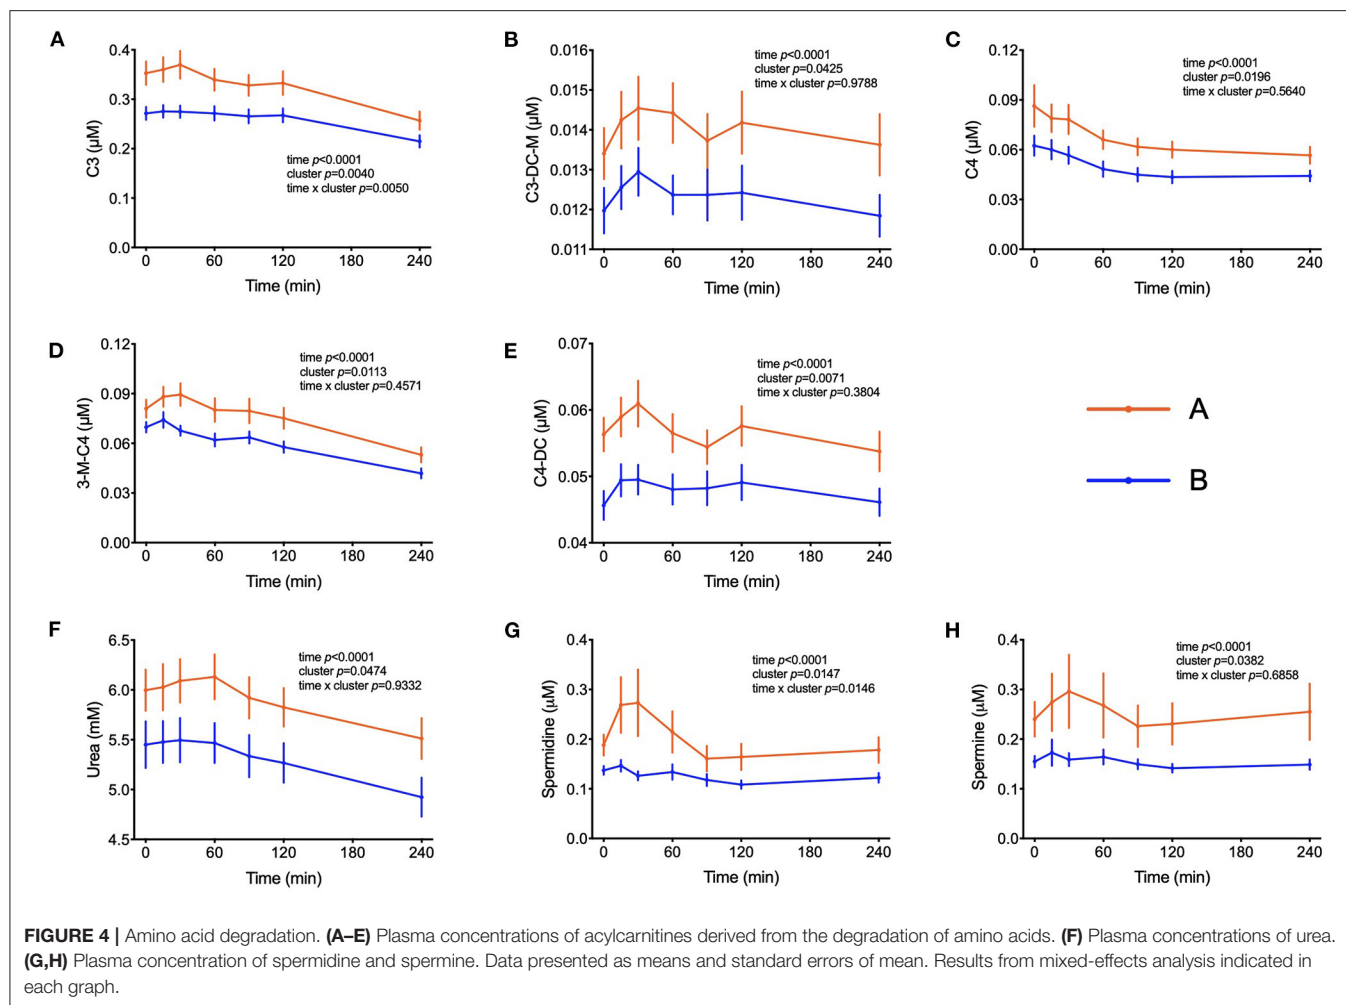 A
C3 (µM)
0.4
0.3
0.2
0.1
0.0
time p<0.0001
cluster p=0.0040
time x cluster p=0.0050
0 60 120 180 240
Time (min)
B
C3-DC-M (µM)
0.016
0.015
0.014
0.013
0.012
0.011
time p<0.0001
cluster p=0.0425
time x cluster p=0.9788
0 60 120 180 240
Time (min)
C
C4 (µM)
0.12
0.09
0.06
0.03
0.00
time p<0.0001
cluster p=0.0196
time x cluster p=0.5640
0 60 120 180 240
Time (min)
D
3-M-C4 (µM)
0.12
0.09
0.06
0.03
0.00
time p<0.0001
cluster p=0.0113
time x cluster p=0.4571
0 60 120 180 240
Time (min)
E
C4-DC (µM)
0.07
0.06
0.05
0.04
time p<0.0001
cluster p=0.0071
time x cluster p=0.3804
0 60 120 180 240
Time (min)
A
B
F
Urea (mM)
6.5
6.0
5.5
5.0
4.5
time p<0.0001
cluster p=0.0474
time x cluster p=0.9332
0 60 120 180 240
Time (min)
G
Spermidine (µM)
0.4
0.3
0.2
0.1
0.0
time p<0.0001
cluster p=0.0147
time x cluster p=0.0146
0 60 120 180 240
Time (min)
H
Spermine (µM)
0.4
0.3
0.2
0.1
0.0
time p<0.0001
cluster p=0.0382
time x cluster p=0.6858
0 60 120 180 240
Time (min)
FIGURE 4 | Amino acid degradation. (A–E) Plasma concentrations of acylcarnitines derived from the degradation of amino acids. (F) Plasma concentrations of urea.
(G,H) Plasma concentration of spermidine and spermine. Data presented as means and standard errors of mean. Results from mixed-effects analysis indicated in
each graph.